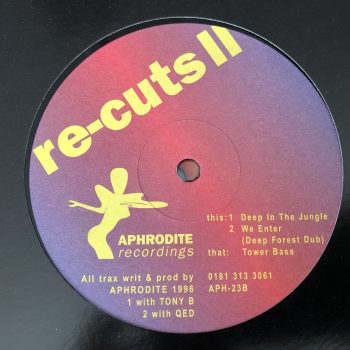 re-cuts II
APHRODITE
recordings
this: 1 Deep In The Jungle
2 We Enter
(Deep Forest Dub)
that: Tower Bass
All trax writ & prod by
APHRODITE 1996
1 with TONY B
2 with QED
0181 313 3061
APH-23B